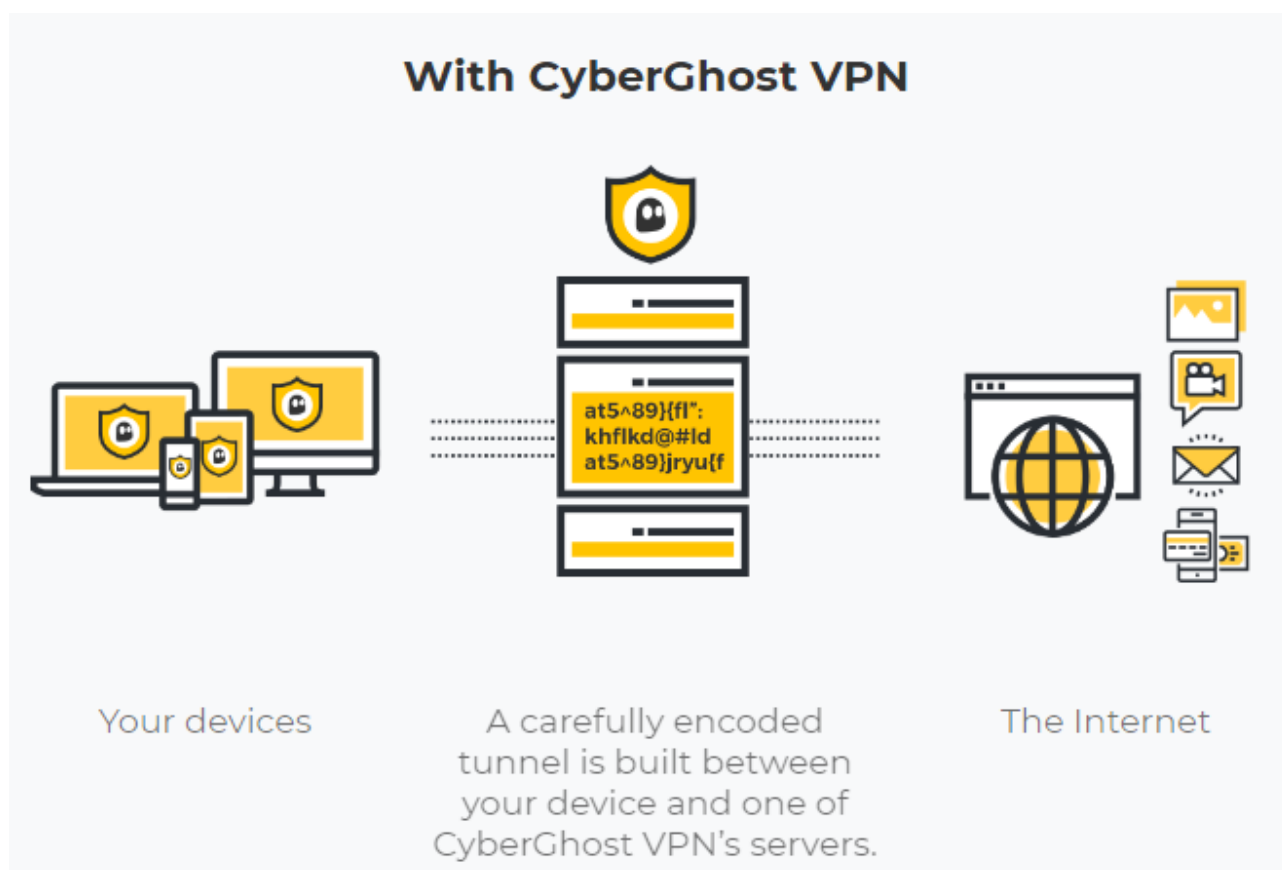 With CyberGhost VPN
at5^89}{fl":
khflkd@#ld
at5^89}jryu{f
Your devices
A carefully encoded
tunnel is built between
your device and one of
CyberGhost VPN's servers.
The Internet